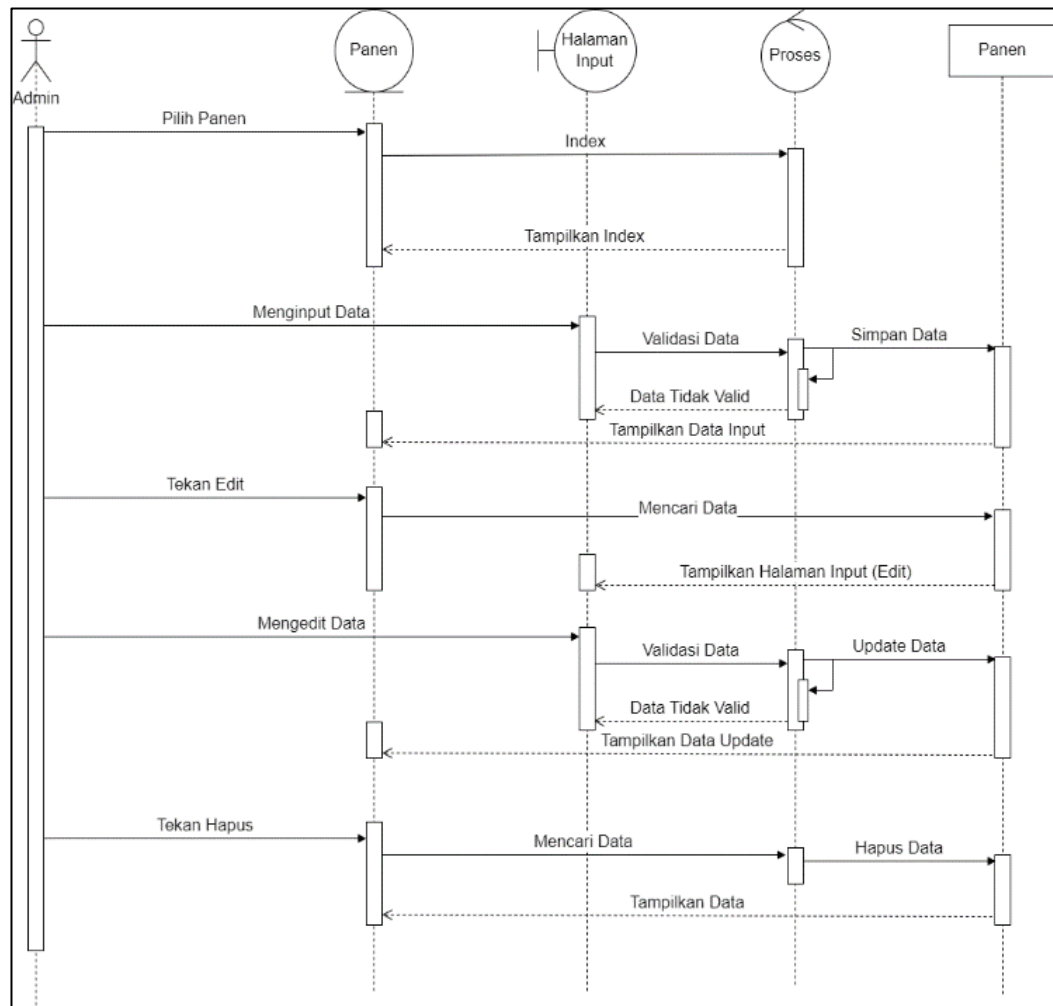 Admin
Panen
Halaman
Input
Proses
Panen
Pilih Panen
Index
Tampilkan Index
Menginput Data
Validasi Data
Simpan Data
Data Tidak Valid
Tampilkan Data Input
Tekan Edit
Mencari Data
Tampilkan Halaman Input (Edit)
Mengedit Data
Validasi Data
Update Data
Data Tidak Valid
Tampilkan Data Update
Tekan Hapus
Mencari Data
Hapus Data
Tampilkan Data